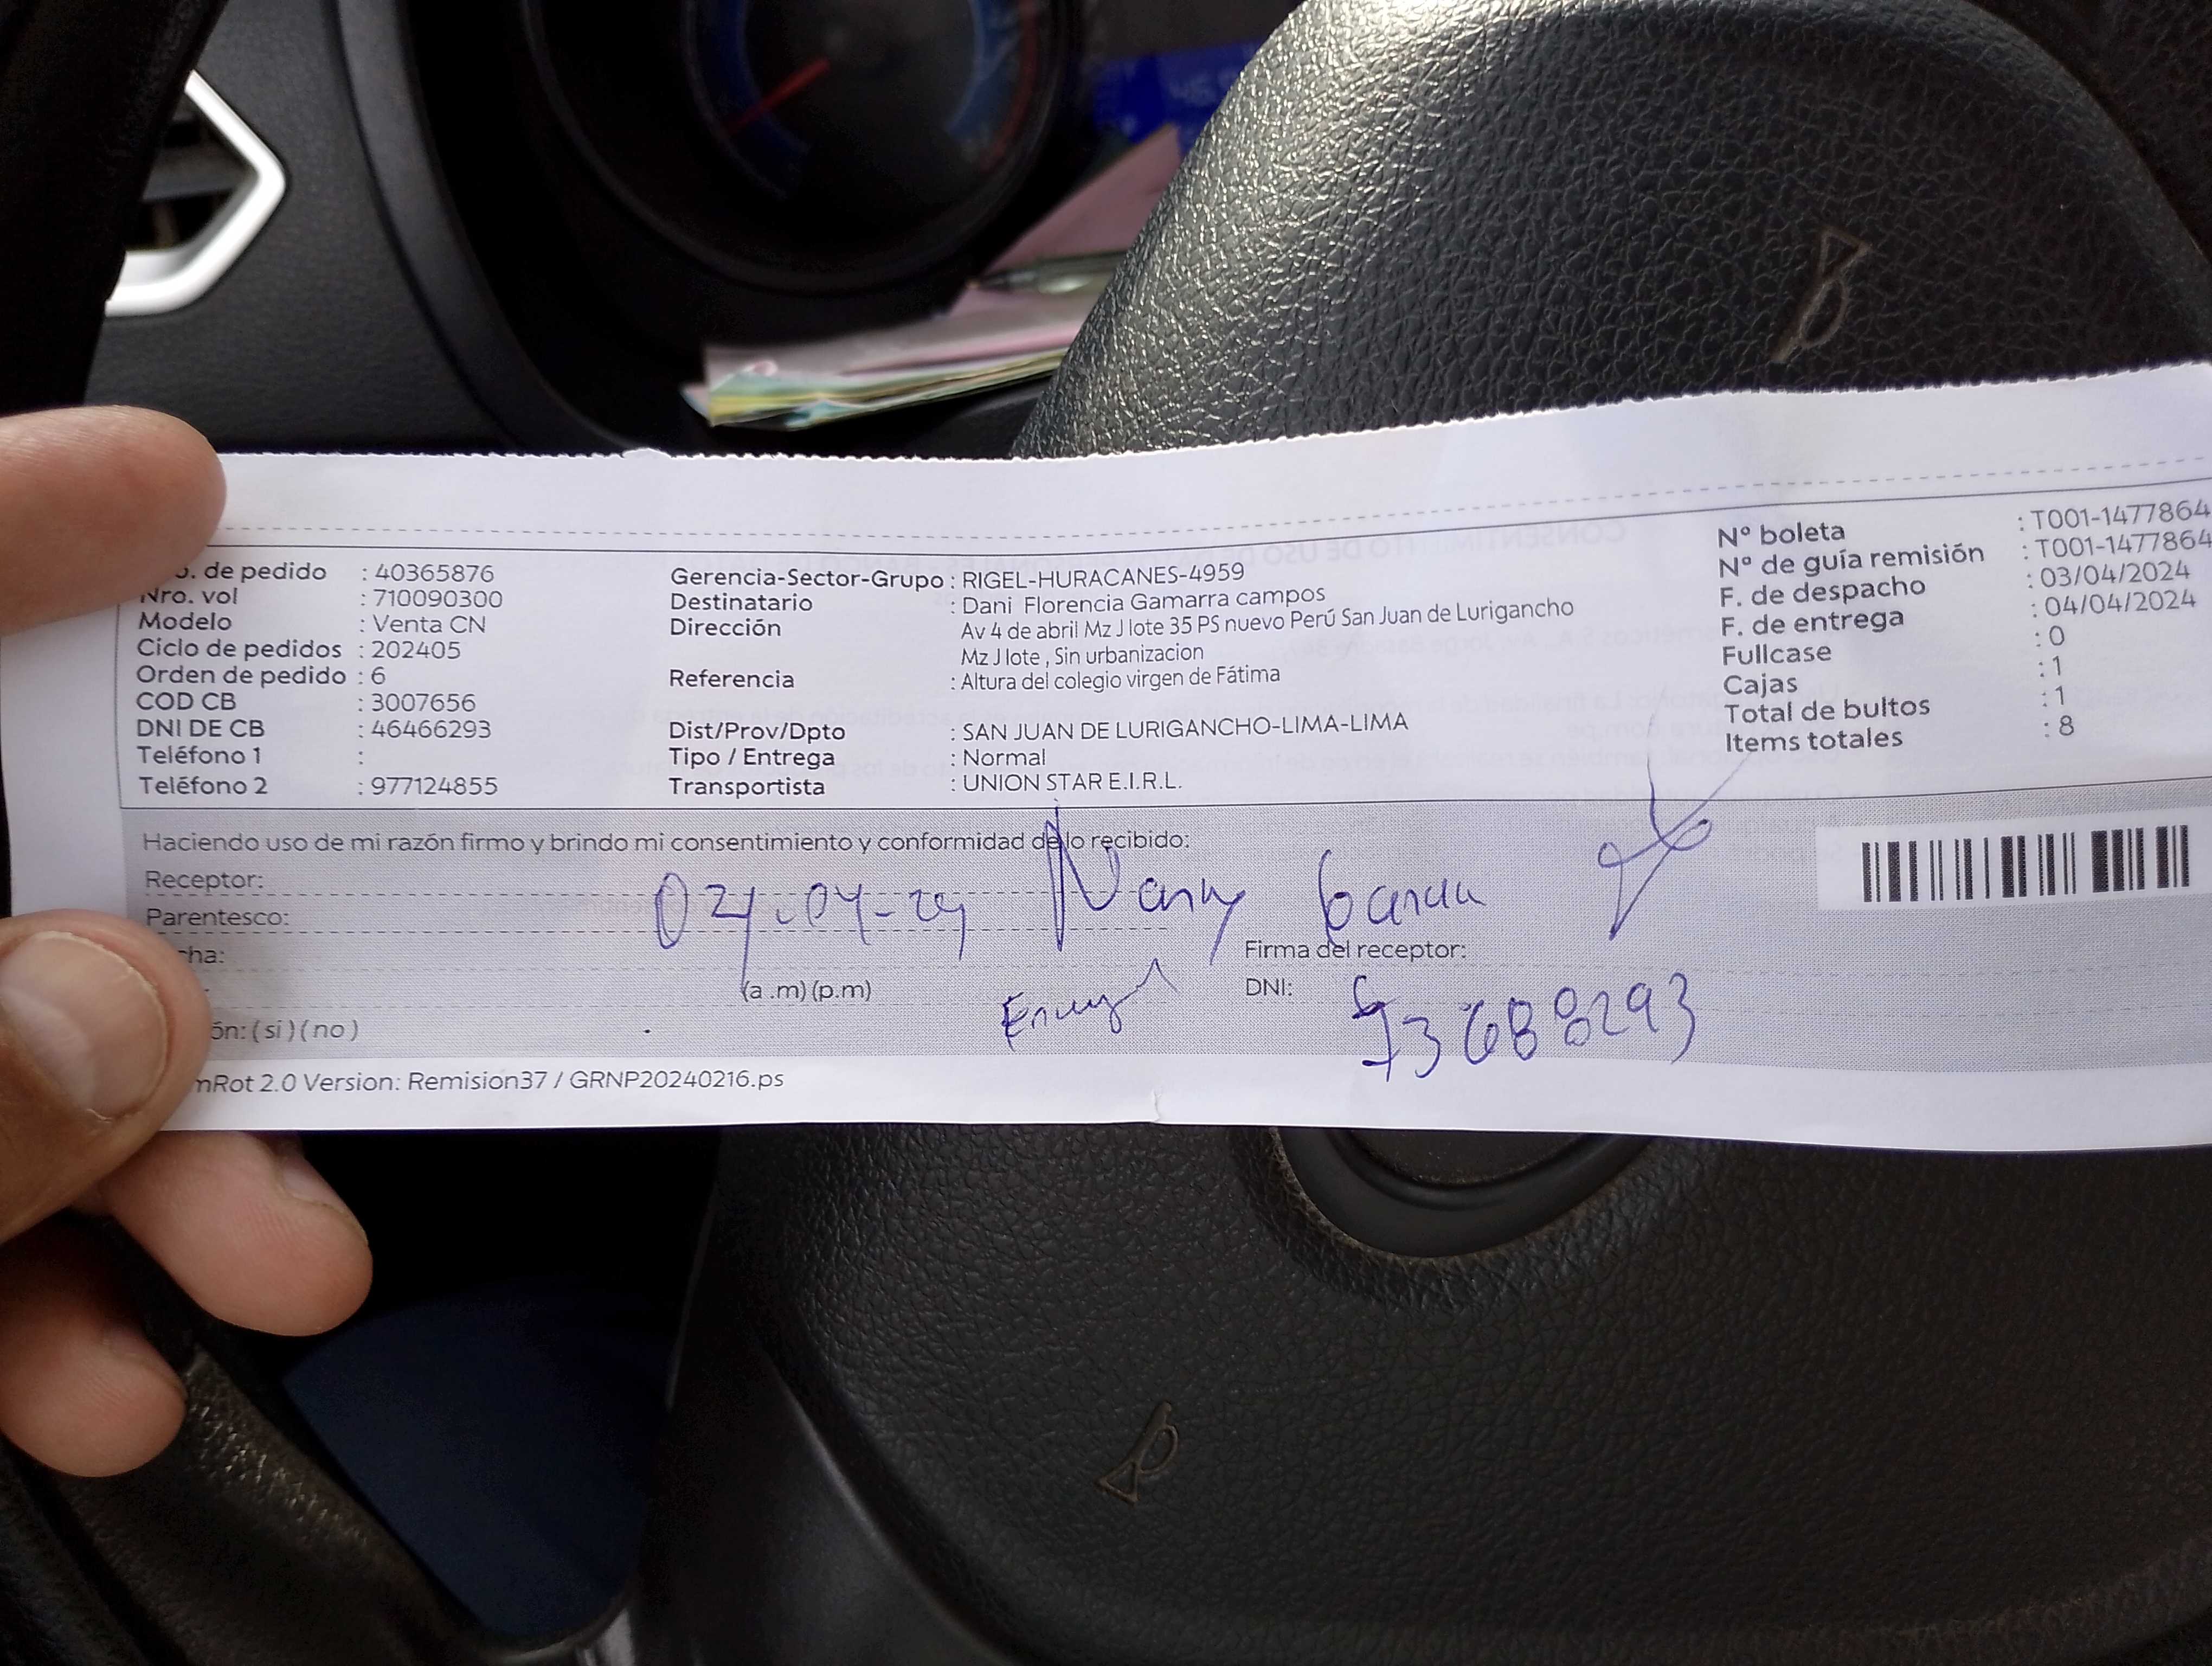 o. de pedido : 40365876
Nro. vol : 710090300
Modelo : Venta CN
Ciclo de pedidos : 202405
Orden de pedido : 6
COD CB : 3007656
DNI DE CB : 46466293
Teléfono 1 :
Teléfono 2 : 977124855
Gerencia-Sector-Grupo : RIGEL-HURACANES-4959
Destinatario : Dani Florencia Gamarra campos
Dirección : Av 4 de abril Mz J lote 35 PS nuevo Perú San Juan de Lurigancho
Mz J lote , Sin urbanizacion
Referencia : Altura del colegio virgen de Fátima
Dist/Prov/Dpto : SAN JUAN DE LURIGANCHO-LIMA-LIMA
Tipo / Entrega : Normal
Transportista : UNION STAR E.I.R.L.
Nº boleta : T001-1477864
Nº de guía remisión : T001-1477864
F. de despacho : 03/04/2024
F. de entrega : 04/04/2024
Fullcase : 0
Cajas : 1
Total de bultos : 1
Items totales : 8
Haciendo uso de mi razón firmo y brindo mi consentimiento y conformidad de lo recibido:
Receptor:
Parentesco:
04-04-24
cha:
Firma del receptor:
(a .m) (p.m)
DNI: 73688293
ón: ( si ) ( no )
mRot 2.0 Version: Remision37 / GRNP20240216.ps